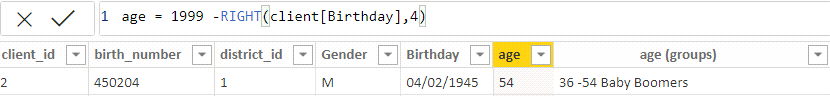 1 age = 1999 -RIGHT(client[Birthday],4)
client_id birth_number district_id Gender Birthday age age (groups)
2 450204 1 M 04/02/1945 54 36 -54 Baby Boomers